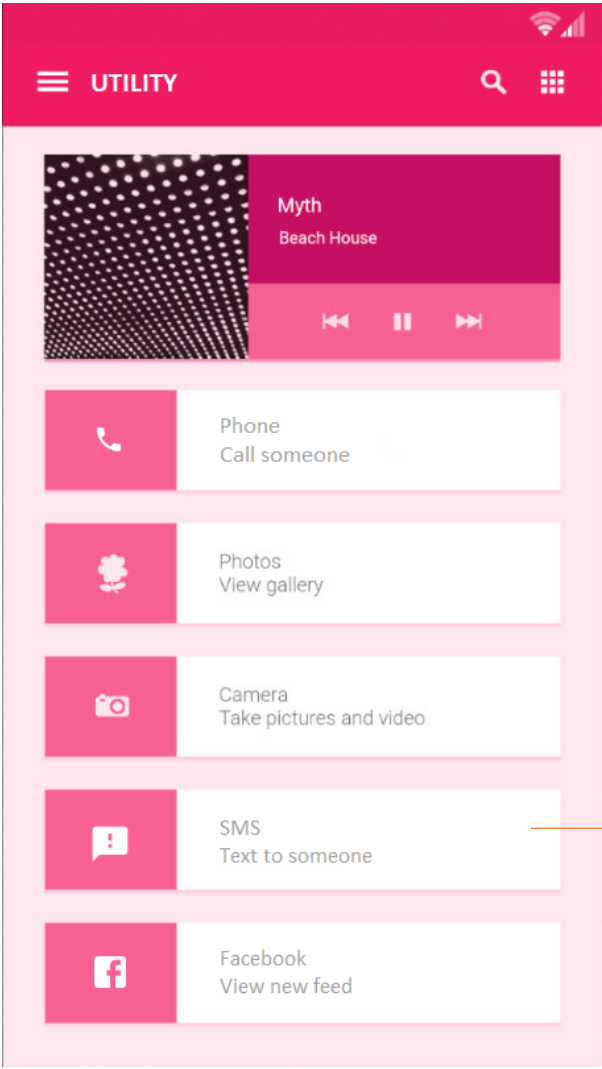 UTILITY
Myth
Beach House
Phone
Call someone
Photos
View gallery
Camera
Take pictures and video
SMS
Text to someone
Facebook
View new feed